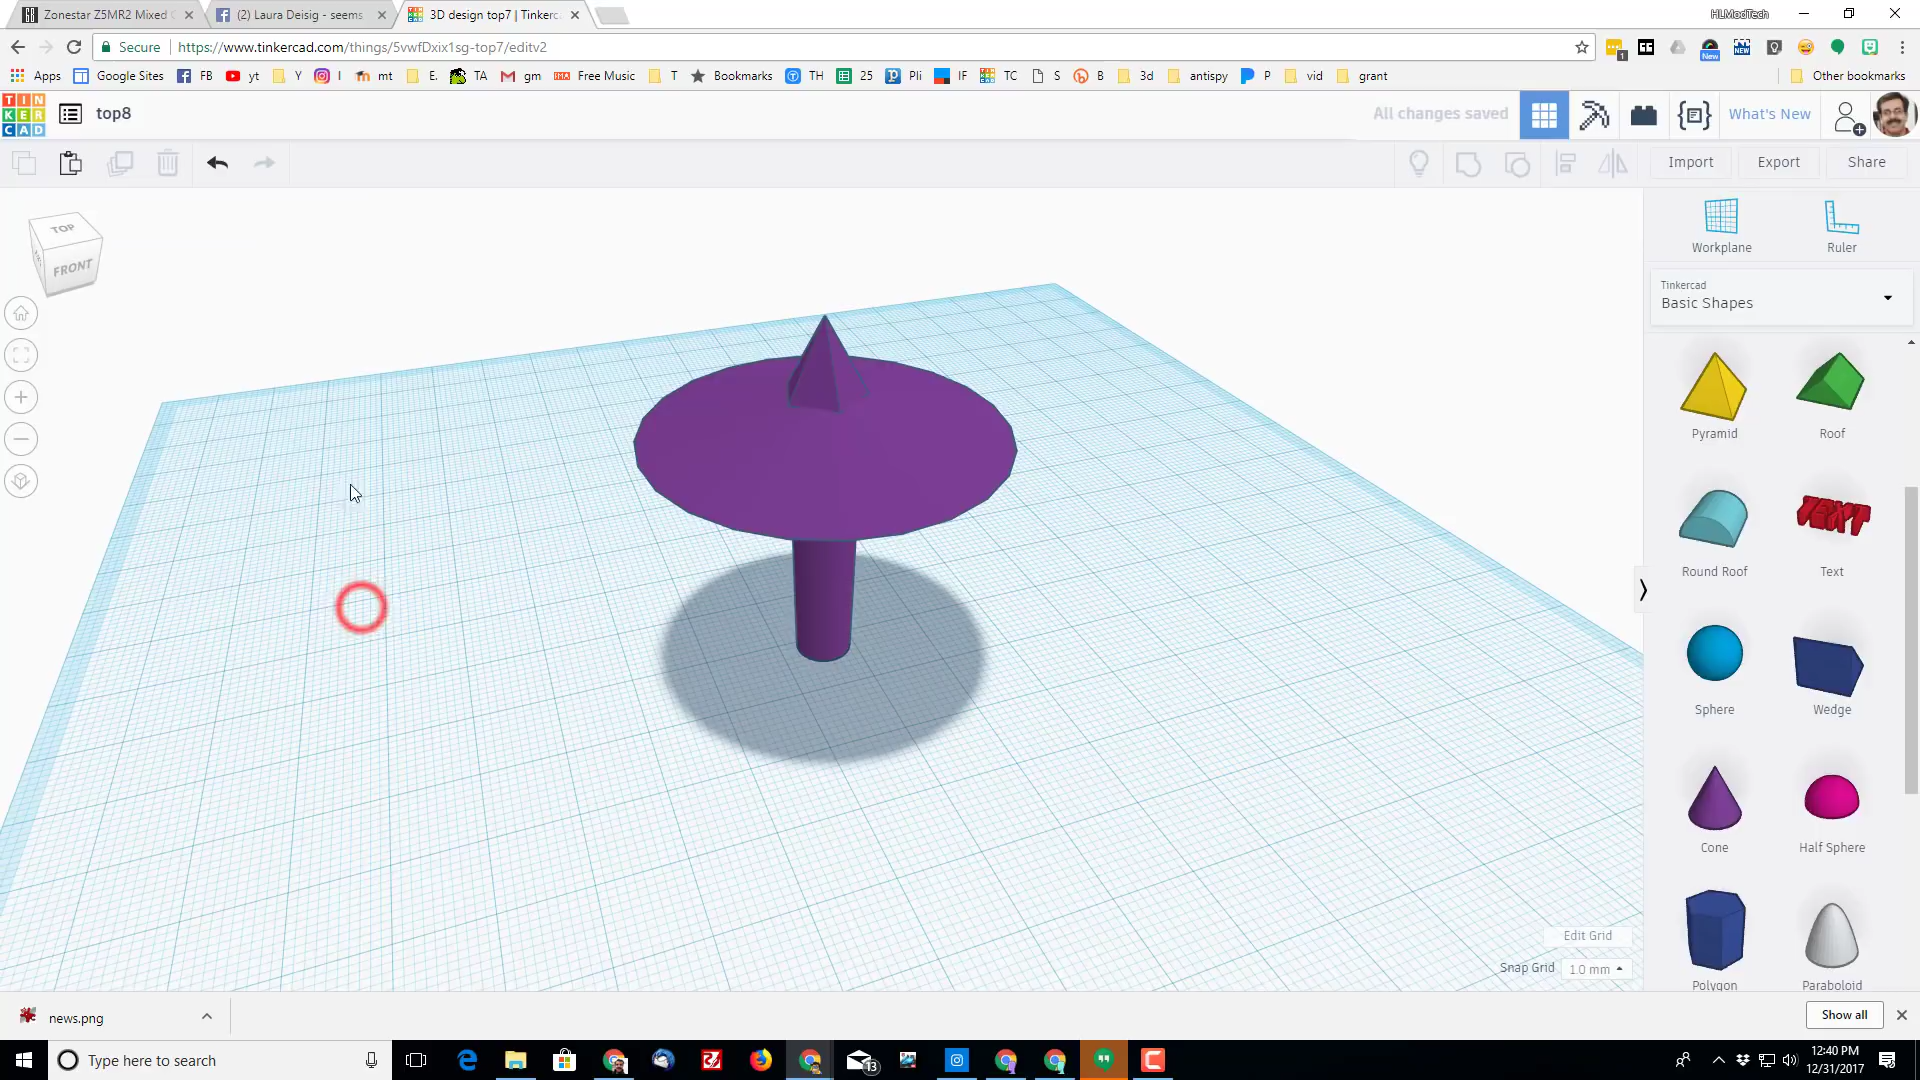 Zonestar Z5MR2 Mixed C
(2) Laura Deisig - seems
3D design top7 | Tinkerc
HLModTech
Secure
https://www.tinkercad.com/things/5vwfDxix1sg-top7/editv2
1
New
NEW
Apps
Google Sites
FB
yt
Y
I
mt
E.
TA
gm
Free Music
T
Bookmarks
TH
25
Pli
IF
TC
S
B
3d
antispy
P
vid
grant
Other bookmarks
TIN
KER
CAD
top8
All changes saved
What's New
Import
Export
Share
TOP
FRONT
Workplane
Ruler
Tinkercad
Basic Shapes
Pyramid
Roof
Round Roof
TEXT
Text
Sphere
Wedge
Cone
Half Sphere
Polygon
Paraboloid
Edit Grid
Snap Grid
1.0 mm
news.png
Show all
Type here to search
13
12:40 PM
12/31/2017